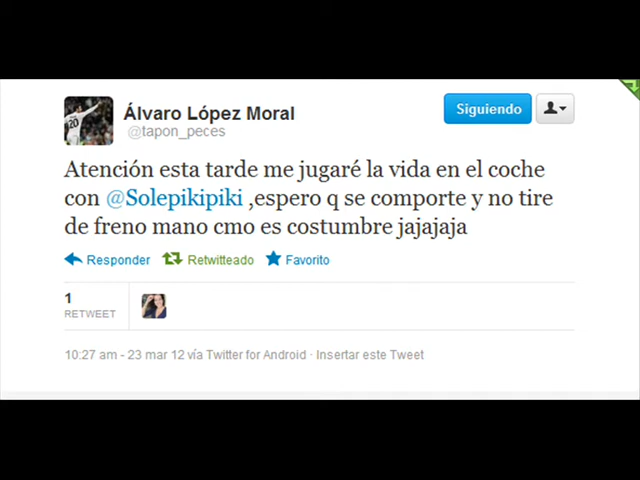 Álvaro López Moral
@tapon_peces
Siguiendo
Atención esta tarde me jugaré la vida en el coche
con @Solepikipiki ,espero q se comporte y no tire
de freno mano cmo es costumbre jajajaja
Responder Retwitteado Favorito
1
RETWEET
10:27 am - 23 mar 12 vía Twitter for Android · Insertar este Tweet